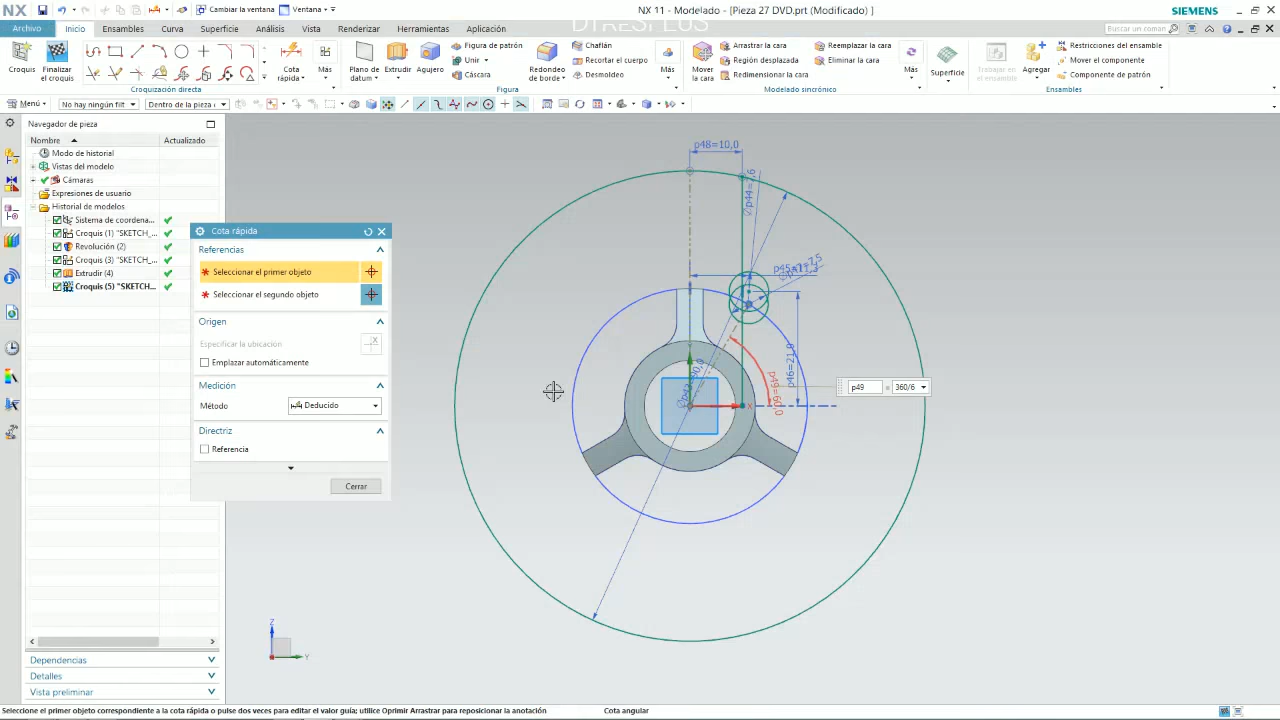 NX
Cambiar la ventana
Ventana
NX 11 - Modelado - [Pieza 27 DVD.prt (Modificado) ]
SIEMENS
DTRESPLUS
Archivo
Inicio
Ensambles
Curva
Superficie
Análisis
Vista
Renderizar
Herramientas
Aplicación
Buscar un coman
Croquis
Finalizar el croquis
Cota rápida
Más
Croquización directa
Plano de datum
Extrudir
Agujero
Figura de patrón
Unir
Cáscara
Redondeo de borde
Chaflán
Recortar el cuerpo
Desmoldeo
Más
Figura
Mover la cara
Arrastrar la cara
Región desplazada
Redimensionar la cara
Reemplazar la cara
Eliminar la cara
Más
Modelado sincrónico
Superficie
Trabajar en el ensamble
Agregar
Restricciones del ensamble
Mover el componente
Componente de patrón
Ensambles
Menú
No hay ningún filt
Dentro de la pieza
Navegador de pieza
Nombre
Actualizado
Modo de historial
Vistas del modelo
Cámaras
Expresiones de usuario
Historial de modelos
Sistema de coordena...
Croquis (1) "SKETCH_...
Revolución (2)
Croquis (3) "SKETCH_...
Extrudir (4)
Croquis (5) "SKETCH...
Cota rápida
Referencias
* Seleccionar el primer objeto
* Seleccionar el segundo objeto
Origen
Especificar la ubicación
Emplazar automáticamente
Medición
Método
Deducido
Directriz
Referencia
Cerrar
p48=10,0
p46=21,0
p49=60,0
X
p49
=
360/6
Z
Y
Dependencias
Detalles
Vista preliminar
Seleccione el primer objeto correspondiente a la cota rápida o pulse dos veces para editar el valor guía; utilice Oprimir Arrastrar para reposicionar la anotación
Cota angular